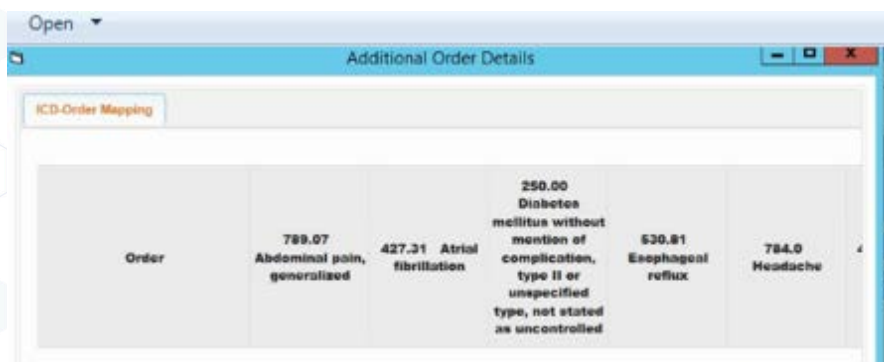 Open
Additional Order Details
ICD-Order Mapping
Order
789.07
Abdominal pain,
generalized
427.31 Atrial
fibrillation
250.00
Diabetes
mellitus without
mention of
complication,
type II or
unspecified
type, not stated
as uncontrolled
530.81
Esophageal
reflux
784.0
Headache
4